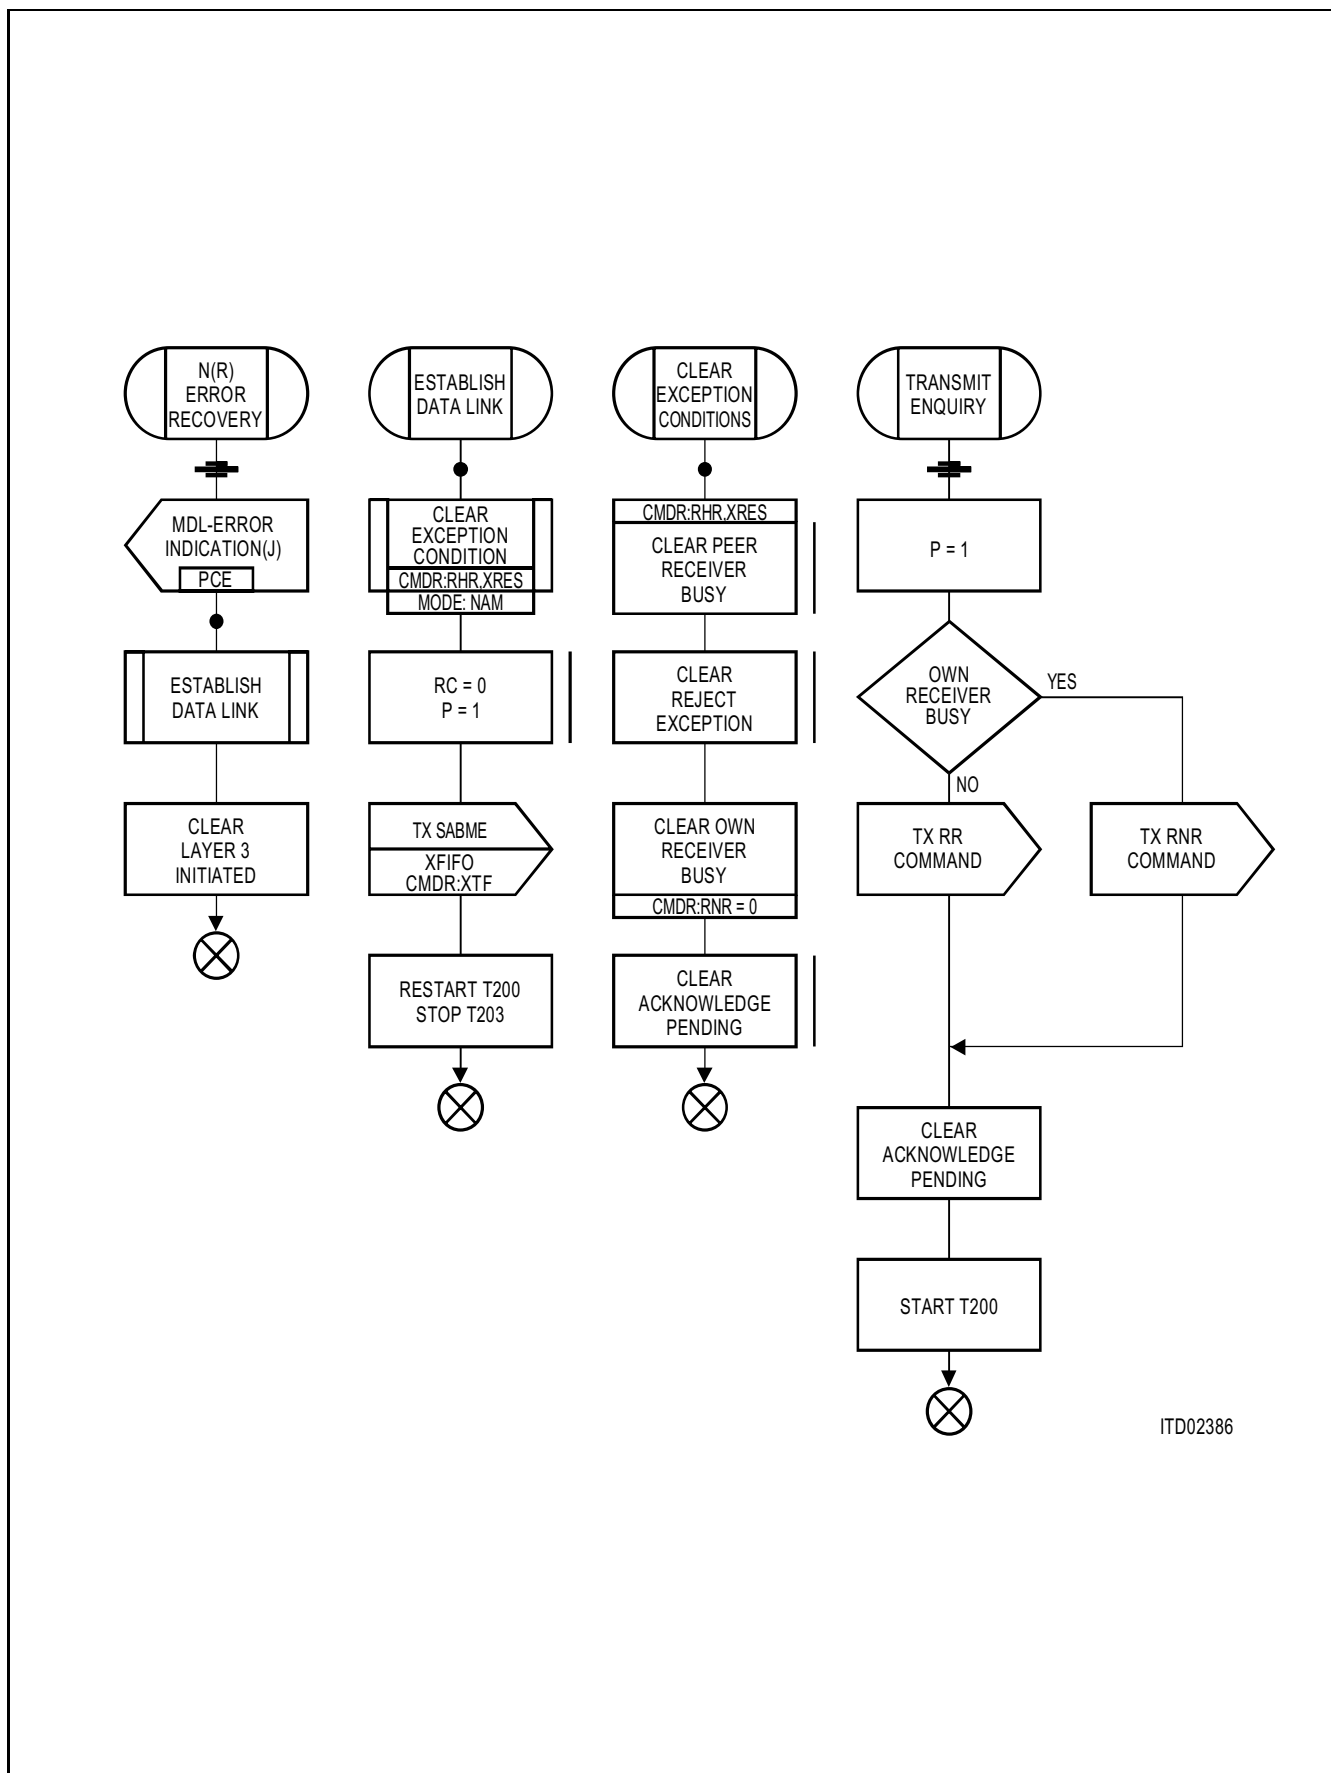 N(R)
ERROR
RECOVERY
MDL-ERROR
INDICATION(J)
PCE
ESTABLISH
DATA LINK
CLEAR
LAYER 3
INITIATED
ESTABLISH
DATA LINK
CLEAR
EXCEPTION
CONDITION
CMDR:RHR,XRES
MODE: NAM
RC = 0
P = 1
TX SABME
XFIFO
CMDR:XTF
RESTART T200
STOP T203
CLEAR
EXCEPTION
CONDITIONS
CMDR:RHR,XRES
CLEAR PEER
RECEIVER
BUSY
CLEAR
REJECT
EXCEPTION
CLEAR OWN
RECEIVER
BUSY
CMDR:RNR = 0
CLEAR
ACKNOWLEDGE
PENDING
TRANSMIT
ENQUIRY
P = 1
OWN
RECEIVER
BUSY
YES
NO
TX RR
COMMAND
TX RNR
COMMAND
CLEAR
ACKNOWLEDGE
PENDING
START T200
ITD02386